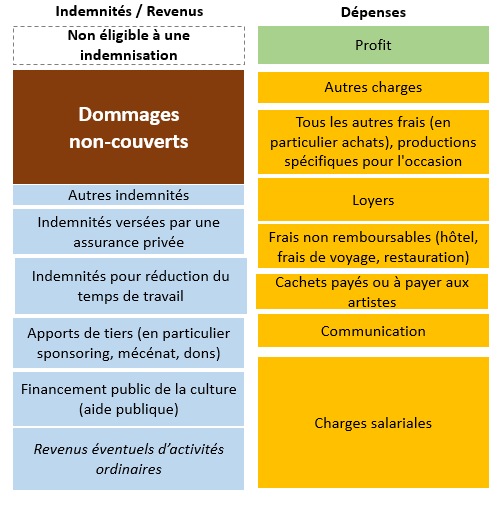 Indemnités / Revenus
Non éligible à une
indemnisation
Dommages
non-couverts
Autres indemnités
Indemnités versées par une
assurance privée
Indemnités pour réduction du
temps de travail
Apports de tiers (en particulier
sponsoring, mécénat, dons)
Financement public de la culture
(aide publique)
Revenus éventuels d’activités
ordinaires
Dépenses
Profit
Autres charges
Tous les autres frais (en
particulier achats), productions
spécifiques pour l'occasion
Loyers
Frais non remboursables (hôtel,
frais de voyage, restauration)
Cachets payés ou à payer aux
artistes
Communication
Charges salariales